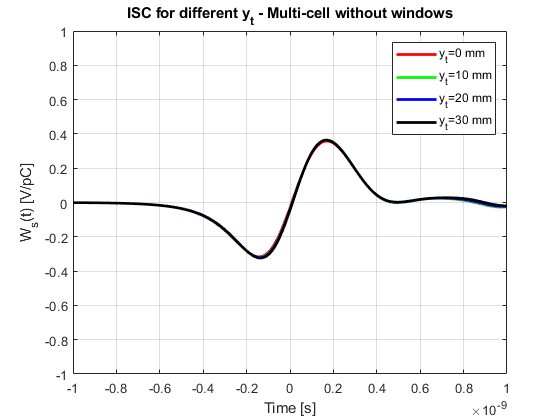 ISC for different y_t - Multi-cell without windows
y_t=0 mm
y_t=10 mm
y_t=20 mm
y_t=30 mm
1
0.8
0.6
0.4
0.2
0
-0.2
-0.4
-0.6
-0.8
-1
W_s(t) [V/pC]
-1 -0.8 -0.6 -0.4 -0.2 0 0.2 0.4 0.6 0.8 1
Time [s]
×10^-9